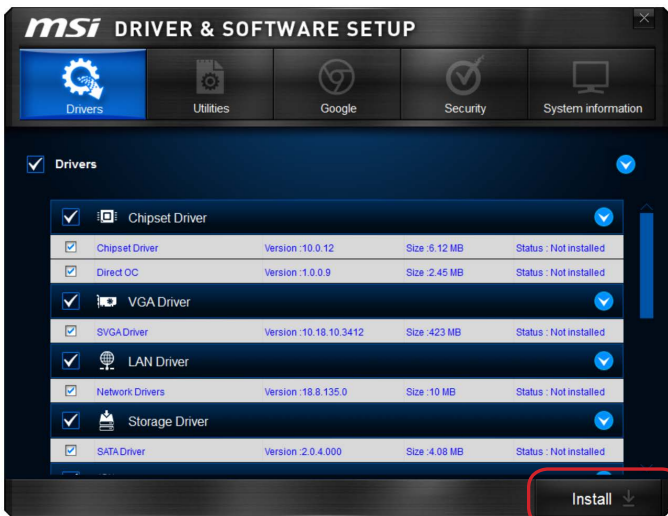 msi DRIVER & SOFTWARE SETUP
Drivers Utilities Google Security System information
Drivers
Chipset Driver
Chipset Driver Version :10.0.12 Size :6.12 MB Status : Not installed
Direct OC Version :1.0.0.9 Size :2.45 MB Status : Not installed
VGA Driver
SVGADriver Version :10.18.10.3412 Size :423 MB Status : Not installed
LAN Driver
Network Drivers Version :18.8.135.0 Size :10 MB Status : Not installed
Storage Driver
SATADriver Version :2.0.4.000 Size :4.08 MB Status : Not installed
Install